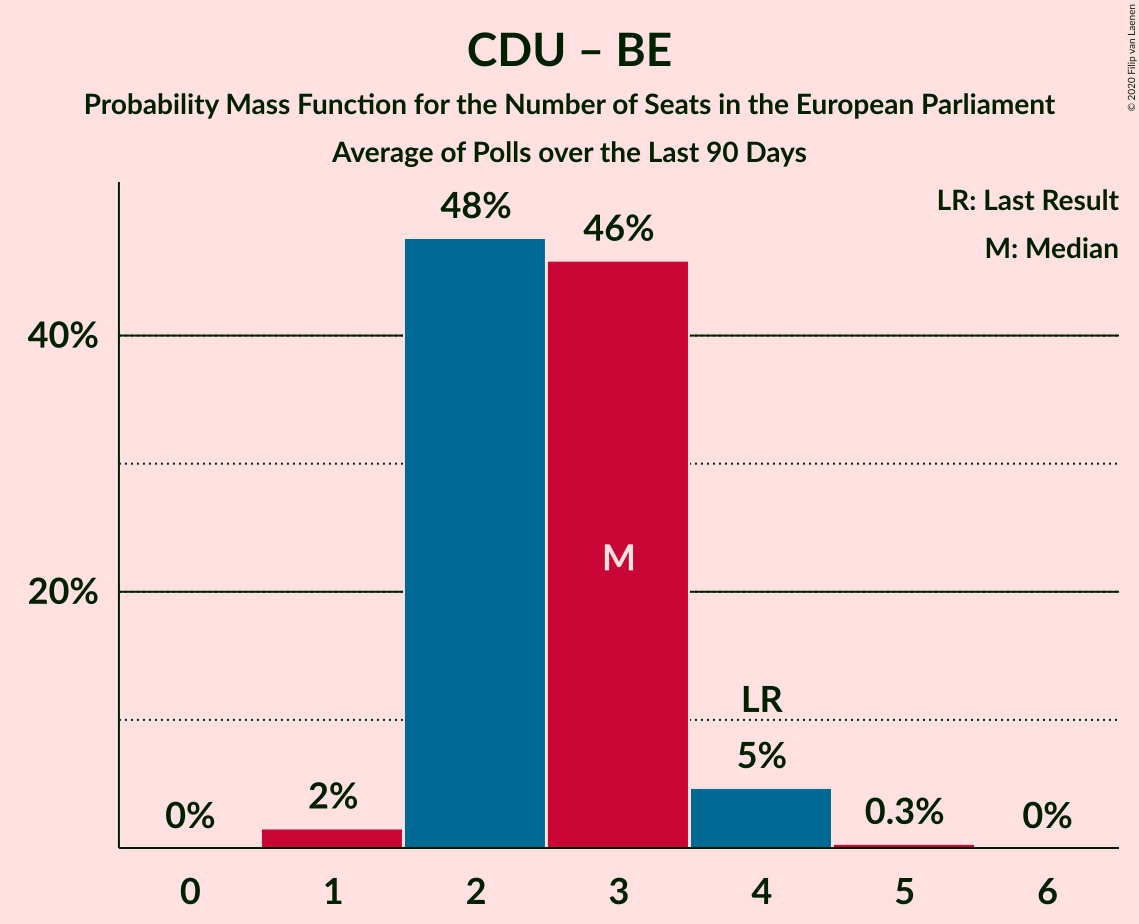 CDU – BE
Probability Mass Function for the Number of Seats in the European Parliament
Average of Polls over the Last 90 Days
© 2020 Filip van Laenen
LR: Last Result
M: Median
48%
46%
40%
20%
M
LR
5%
2%
0.3%
0%
0%
0 1 2 3 4 5 6